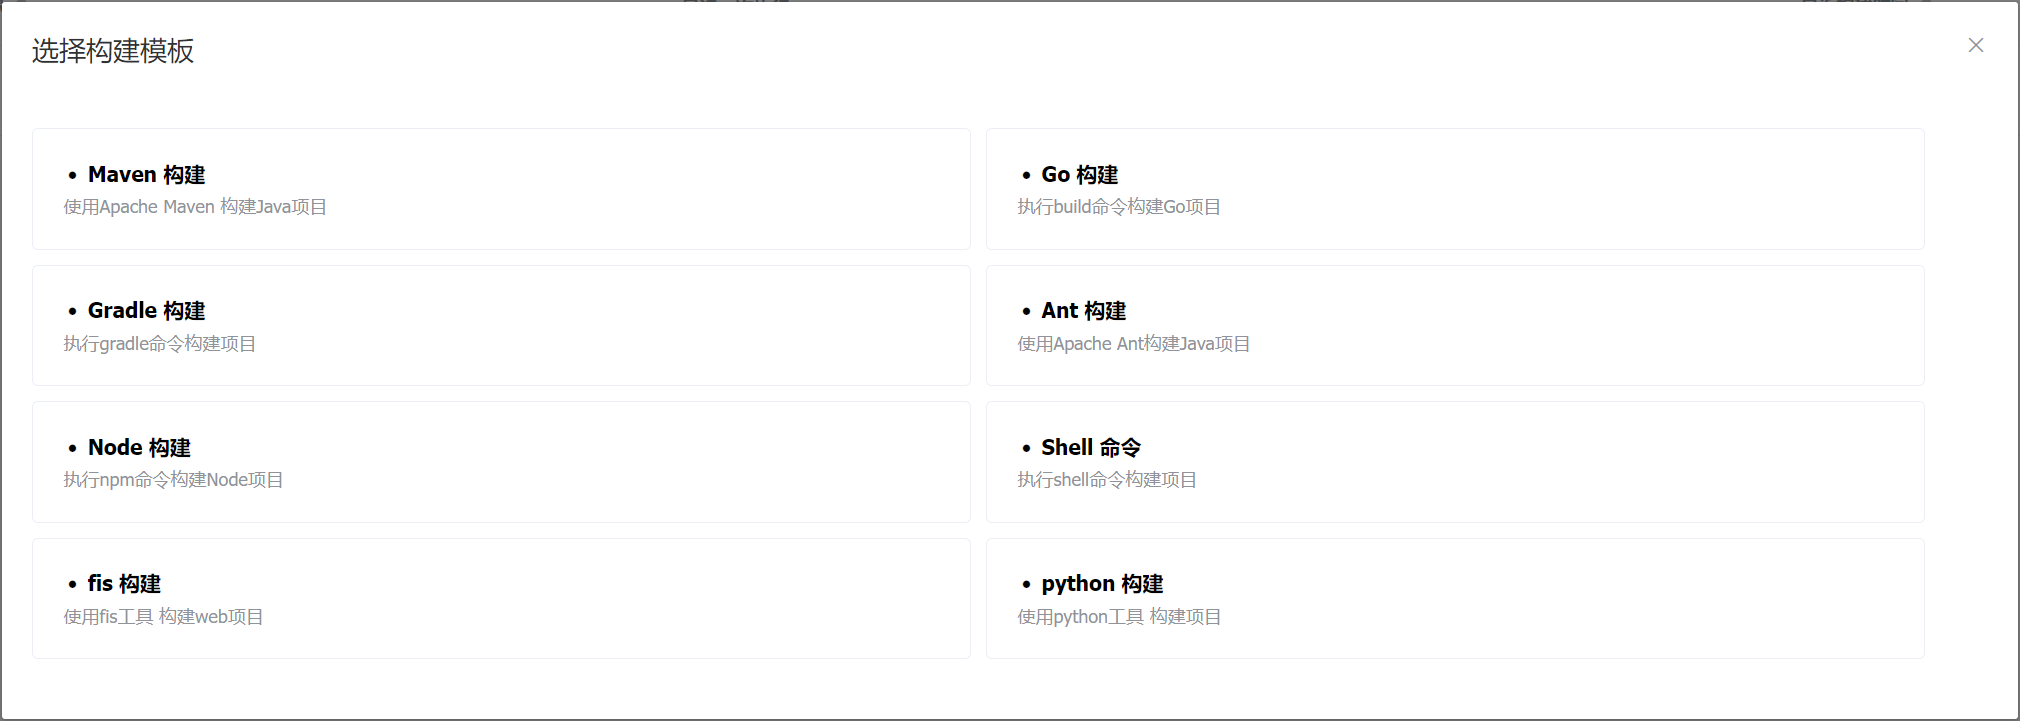 选择构建模板
• Maven 构建
使用Apache Maven 构建Java项目
• Go 构建
执行build命令构建Go项目
• Gradle 构建
执行gradle命令构建项目
• Ant 构建
使用Apache Ant构建Java项目
• Node 构建
执行npm命令构建Node项目
• Shell 命令
执行shell命令构建项目
• fis 构建
使用fis工具 构建web项目
• python 构建
使用python工具 构建项目